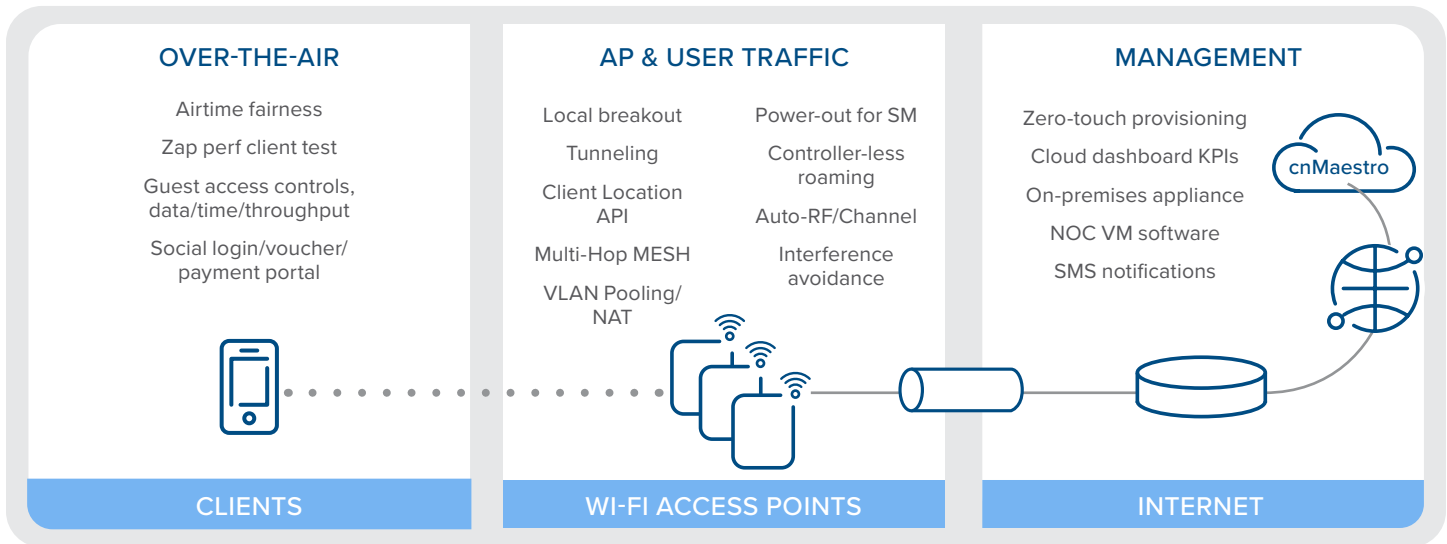 OVER-THE-AIR
Airtime fairness
Zap perf client test
Guest access controls,
data/time/throughput
Social login/voucher/
payment portal
CLIENTS
AP & USER TRAFFIC
Local breakout
Tunneling
Client Location
API
Multi-Hop MESH
VLAN Pooling/
NAT
Power-out for SM
Controller-less
roaming
Auto-RF/Channel
Interference
avoidance
WI-FI ACCESS POINTS
MANAGEMENT
Zero-touch provisioning
Cloud dashboard KPIs
On-premises appliance
NOC VM software
SMS notifications
cnMaestro
INTERNET